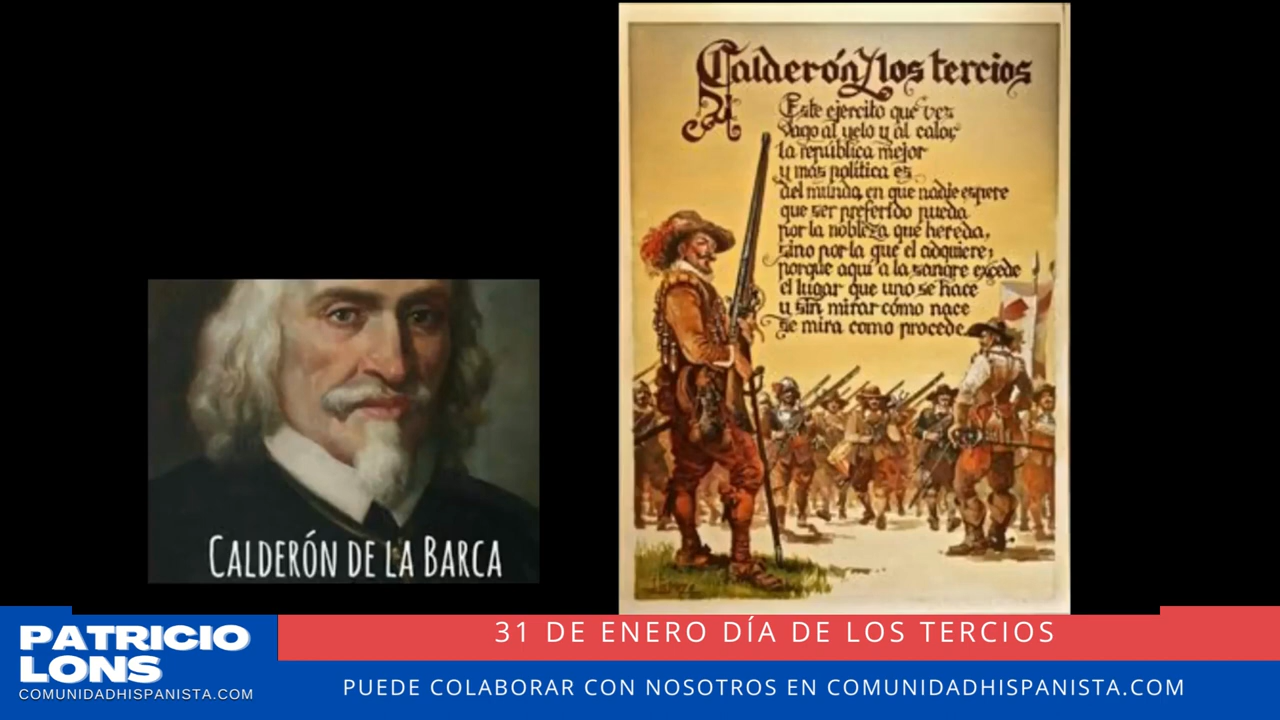 Calderón y los tercios
Este ejercito que ves
vago al yelo y al calor,
la república mejor
y más política es
del mundo, en que nadie espere
que ser preferido pueda
por la nobleza que hereda,
sino por la que el adquiere;
porque aquí a la sangre excede
el lugar que uno se hace
y sin mirar cómo nace
se mira como procede.
CALDERÓN DE LA BARCA
31 DE ENERO DÍA DE LOS TERCIOS
PATRICIO
LONS
COMUNIDADHISPANISTA.COM
PUEDE COLABORAR CON NOSOTROS EN COMUNIDADHISPANISTA.COM